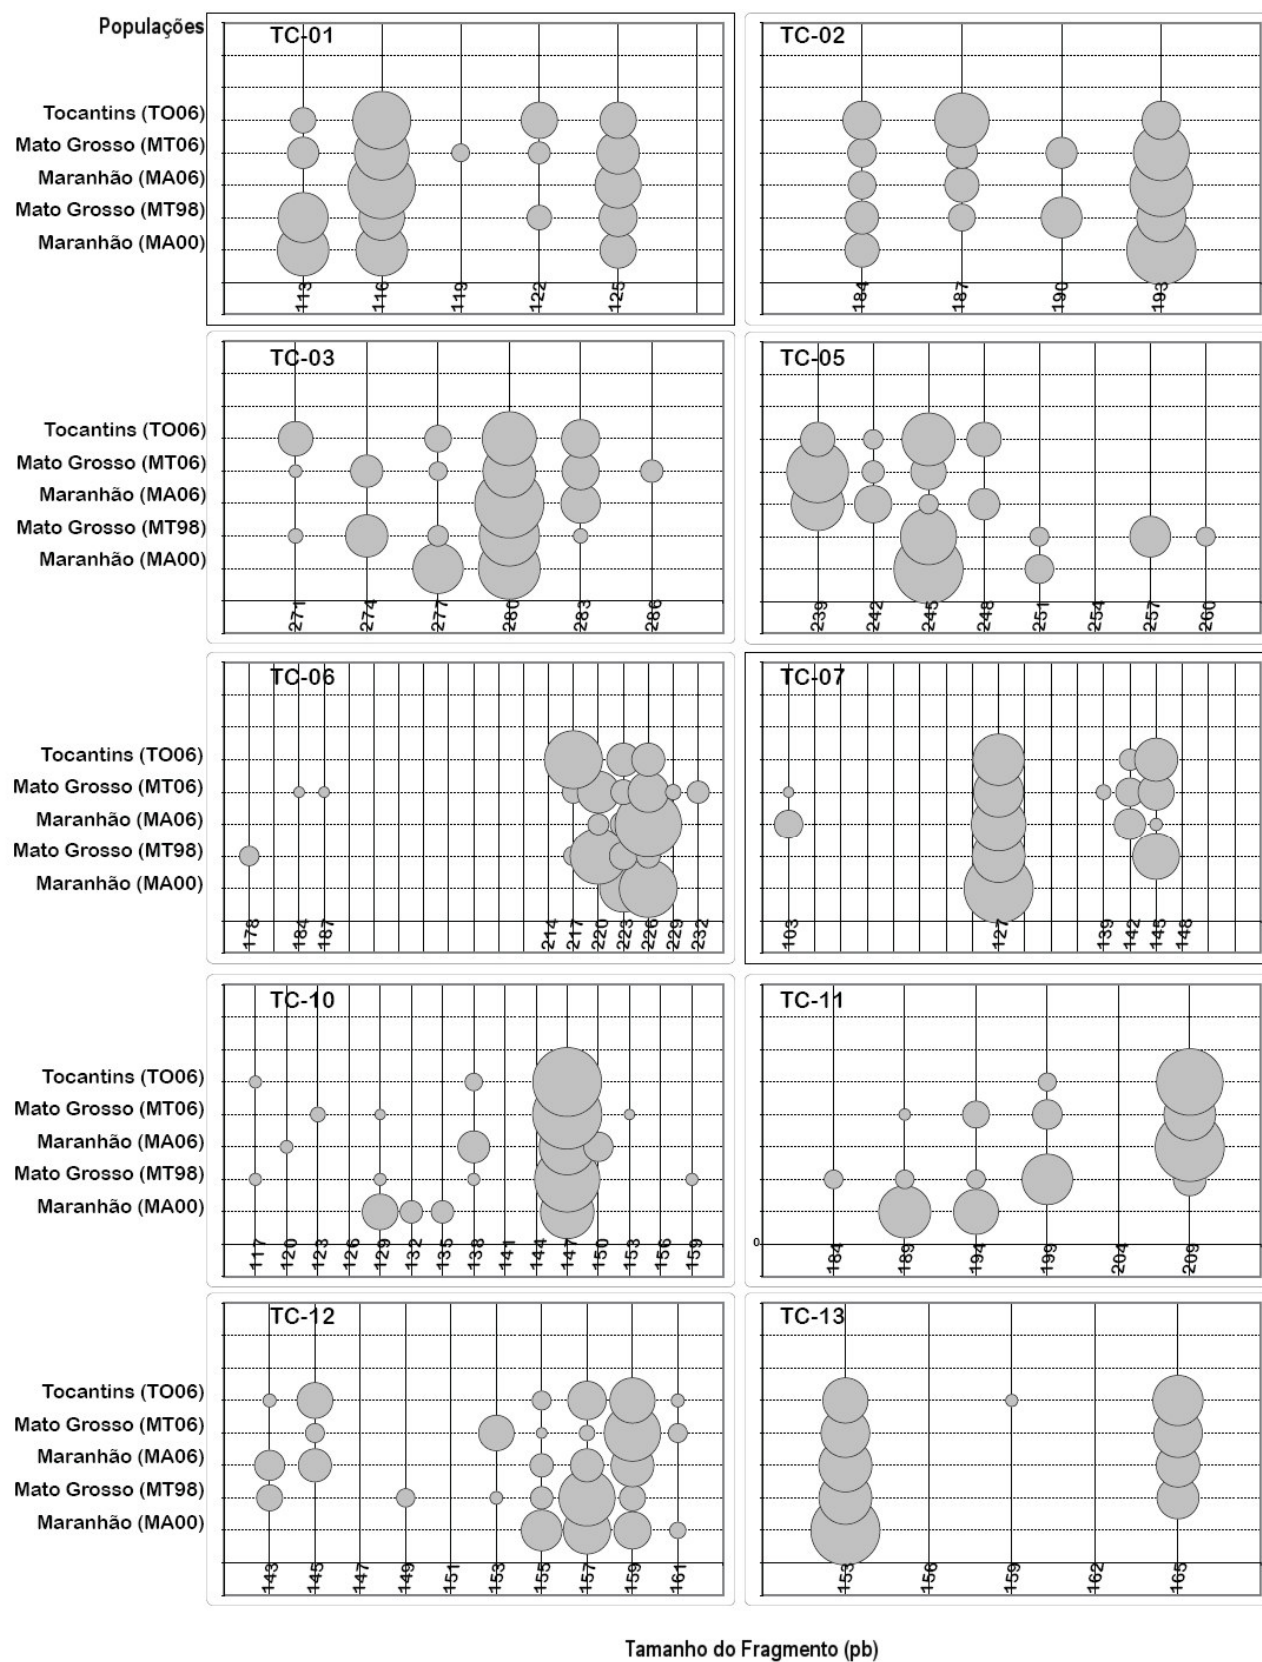 Populações
TC-01
TC-02
Tocantins (TO06)
Mato Grosso (MT06)
Maranhão (MA06)
Mato Grosso (MT98)
Maranhão (MA00)
113 116 119 122 125
184 187 190 193
TC-03
TC-05
Tocantins (TO06)
Mato Grosso (MT06)
Maranhão (MA06)
Mato Grosso (MT98)
Maranhão (MA00)
271 274 277 280 283 286
239 242 245 248 251 254 257 260
TC-06
TC-07
Tocantins (TO06)
Mato Grosso (MT06)
Maranhão (MA06)
Mato Grosso (MT98)
Maranhão (MA00)
178 184 187 214 217 220 223 226 229 232
103 127 139 142 145 148
TC-10
TC-11
Tocantins (TO06)
Mato Grosso (MT06)
Maranhão (MA06)
Mato Grosso (MT98)
Maranhão (MA00)
0
117 120 123 126 129 132 135 138 141 144 147 150 153 156 159
184 189 194 199 204 209
TC-12
TC-13
Tocantins (TO06)
Mato Grosso (MT06)
Maranhão (MA06)
Mato Grosso (MT98)
Maranhão (MA00)
143 145 147 149 151 153 155 157 159 161
153 156 159 162 165
Tamanho do Fragmento (pb)